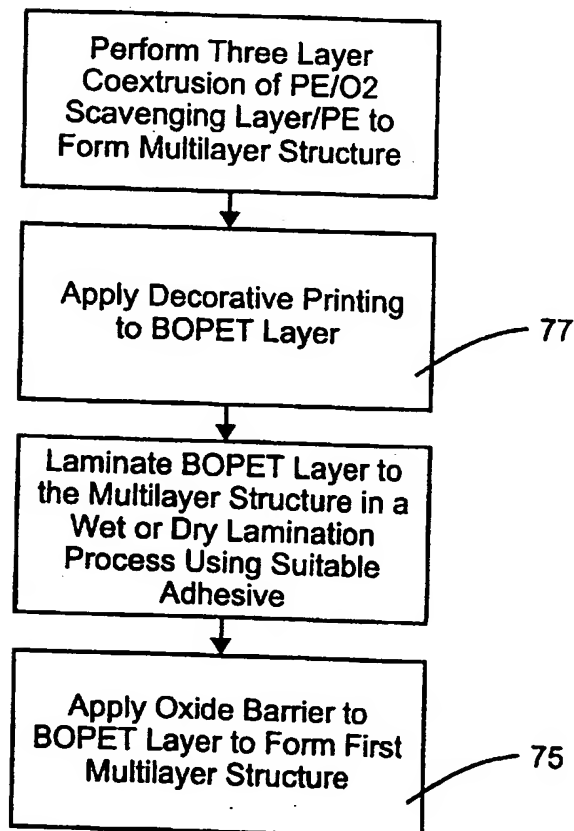 Perform Three Layer
Coextrusion of PE/O2
Scavenging Layer/PE to
Form Multilayer Structure
Apply Decorative Printing
to BOPET Layer
77
Laminate BOPET Layer to
the Multilayer Structure in a
Wet or Dry Lamination
Process Using Suitable
Adhesive
Apply Oxide Barrier to
BOPET Layer to Form First
Multilayer Structure
75